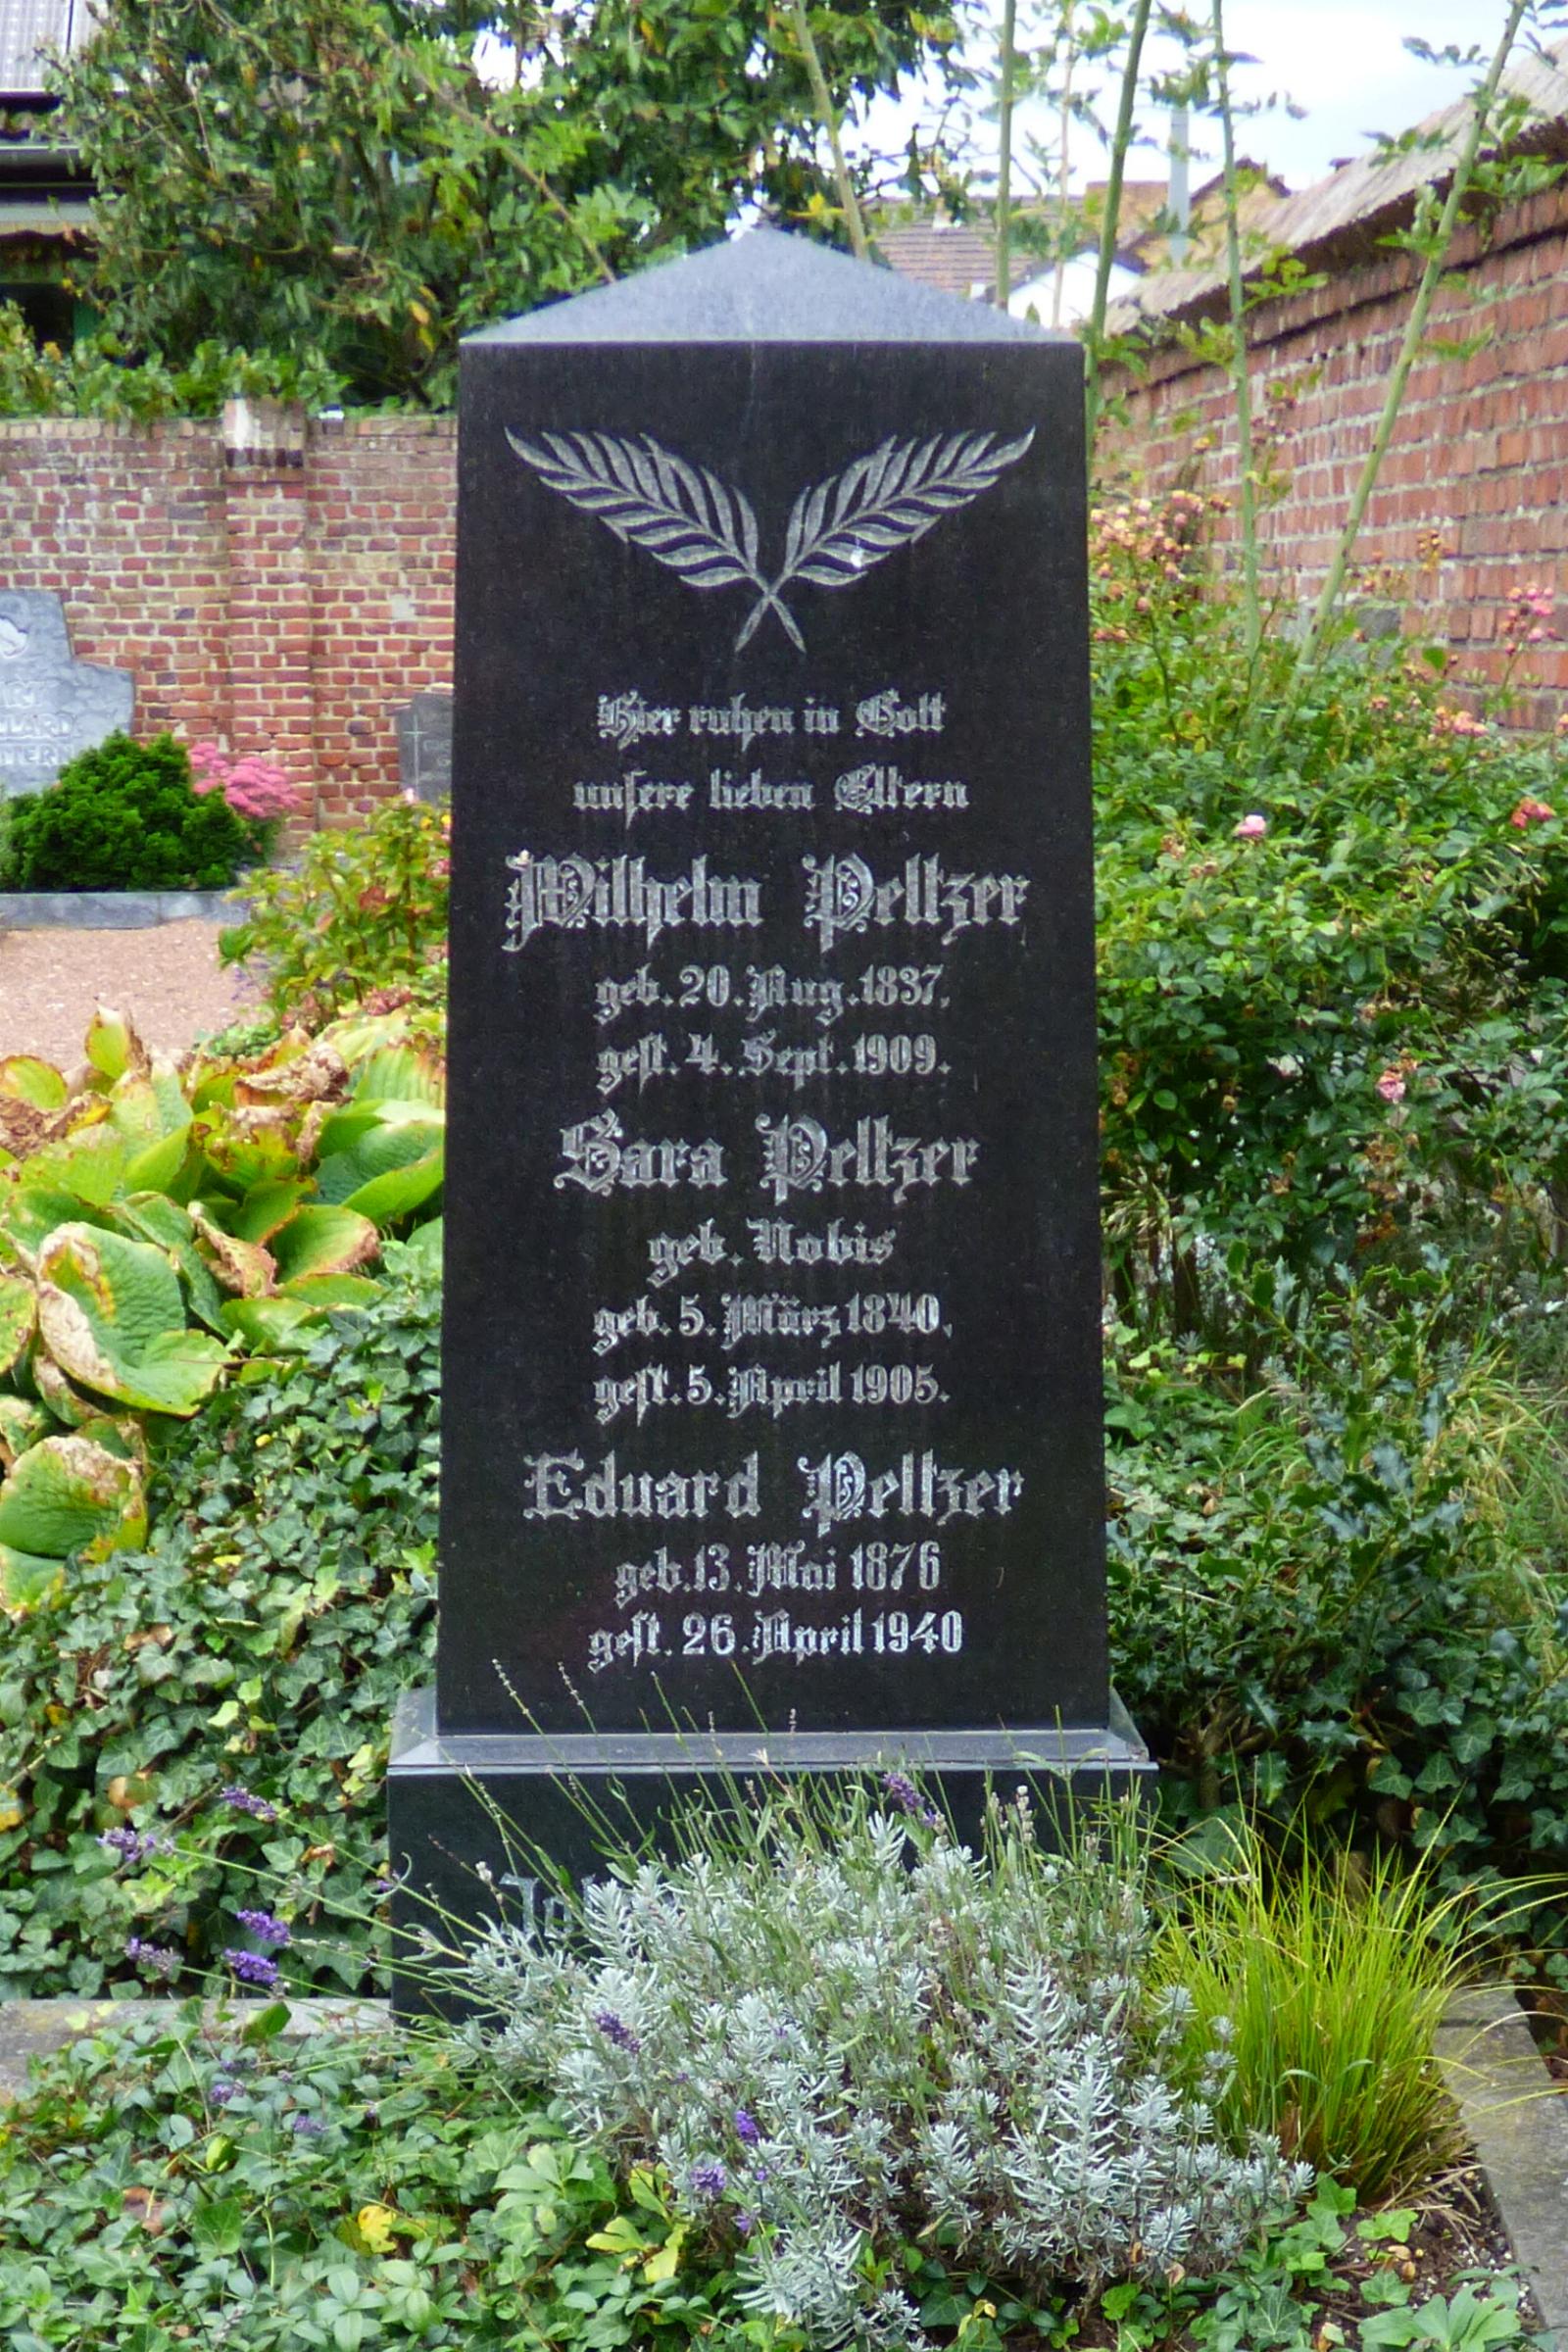 Hier ruhen in Gott
unsere lieben Eltern
Wilhelm Peltzer
geb. 20. Aug. 1837,
gest. 4. Sept. 1909.
Sara Peltzer
geb. Nobis
geb. 5. März 1840,
gest. 5. April 1905.
Eduard Peltzer
geb. 13. Mai 1876
gest. 26. April 1940